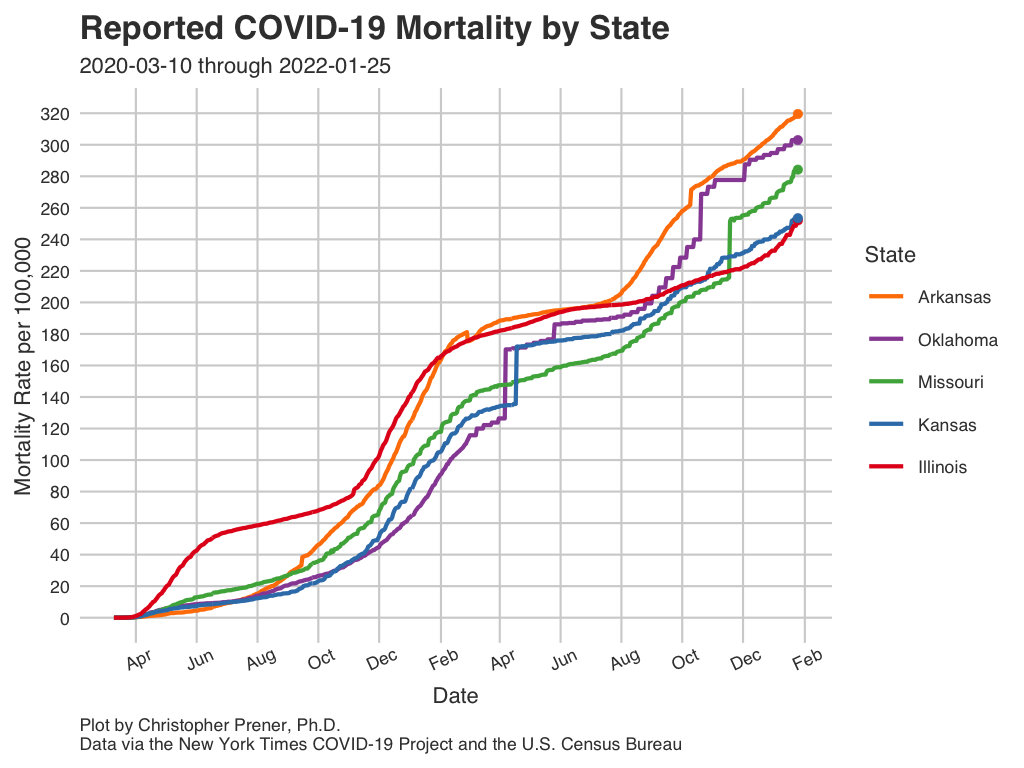 Reported COVID-19 Mortality by State
2020-03-10 through 2022-01-25
Mortality Rate per 100,000
320
300
280
260
240
220
200
180
160
140
120
100
80
60
40
20
0
Apr Jun Aug Oct Dec Feb Apr Jun Aug Oct Dec Feb
Date
State
Arkansas
Oklahoma
Missouri
Kansas
Illinois
Plot by Christopher Prener, Ph.D.
Data via the New York Times COVID-19 Project and the U.S. Census Bureau